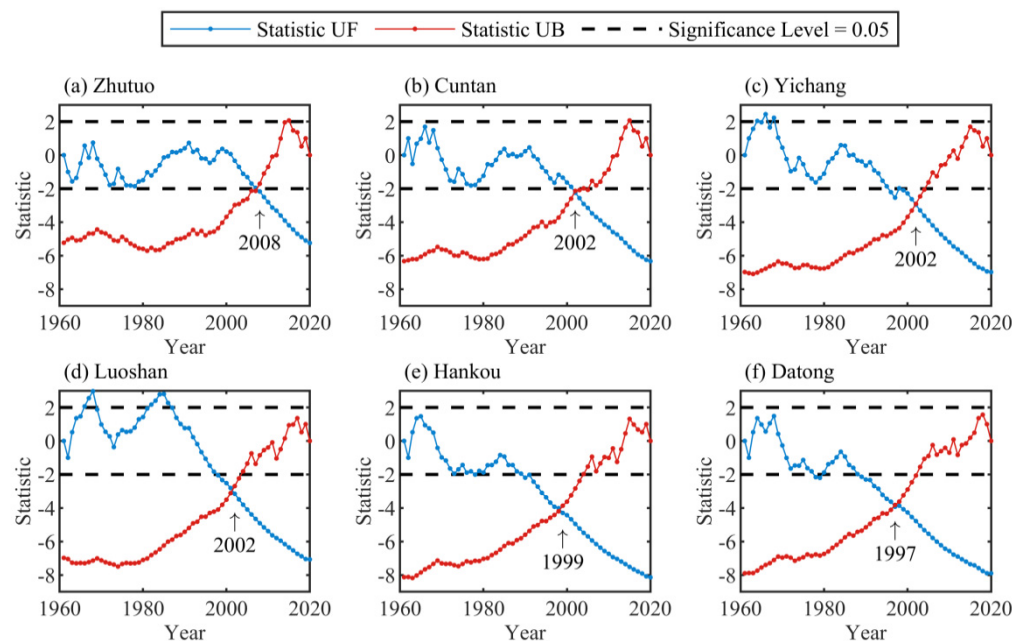 Statistic UF Statistic UB Significance Level = 0.05
(a) Zhutuo
2
0
-2
-4
-6
-8
Statistic
2008
1960 1980 2000 2020
Year
(b) Cuntan
2
0
-2
-4
-6
-8
Statistic
2002
1960 1980 2000 2020
Year
(c) Yichang
2
0
-2
-4
-6
-8
Statistic
2002
1960 1980 2000 2020
Year
(d) Luoshan
2
0
-2
-4
-6
-8
Statistic
2002
1960 1980 2000 2020
Year
(e) Hankou
2
0
-2
-4
-6
-8
Statistic
1999
1960 1980 2000 2020
Year
(f) Datong
2
0
-2
-4
-6
-8
Statistic
1997
1960 1980 2000 2020
Year